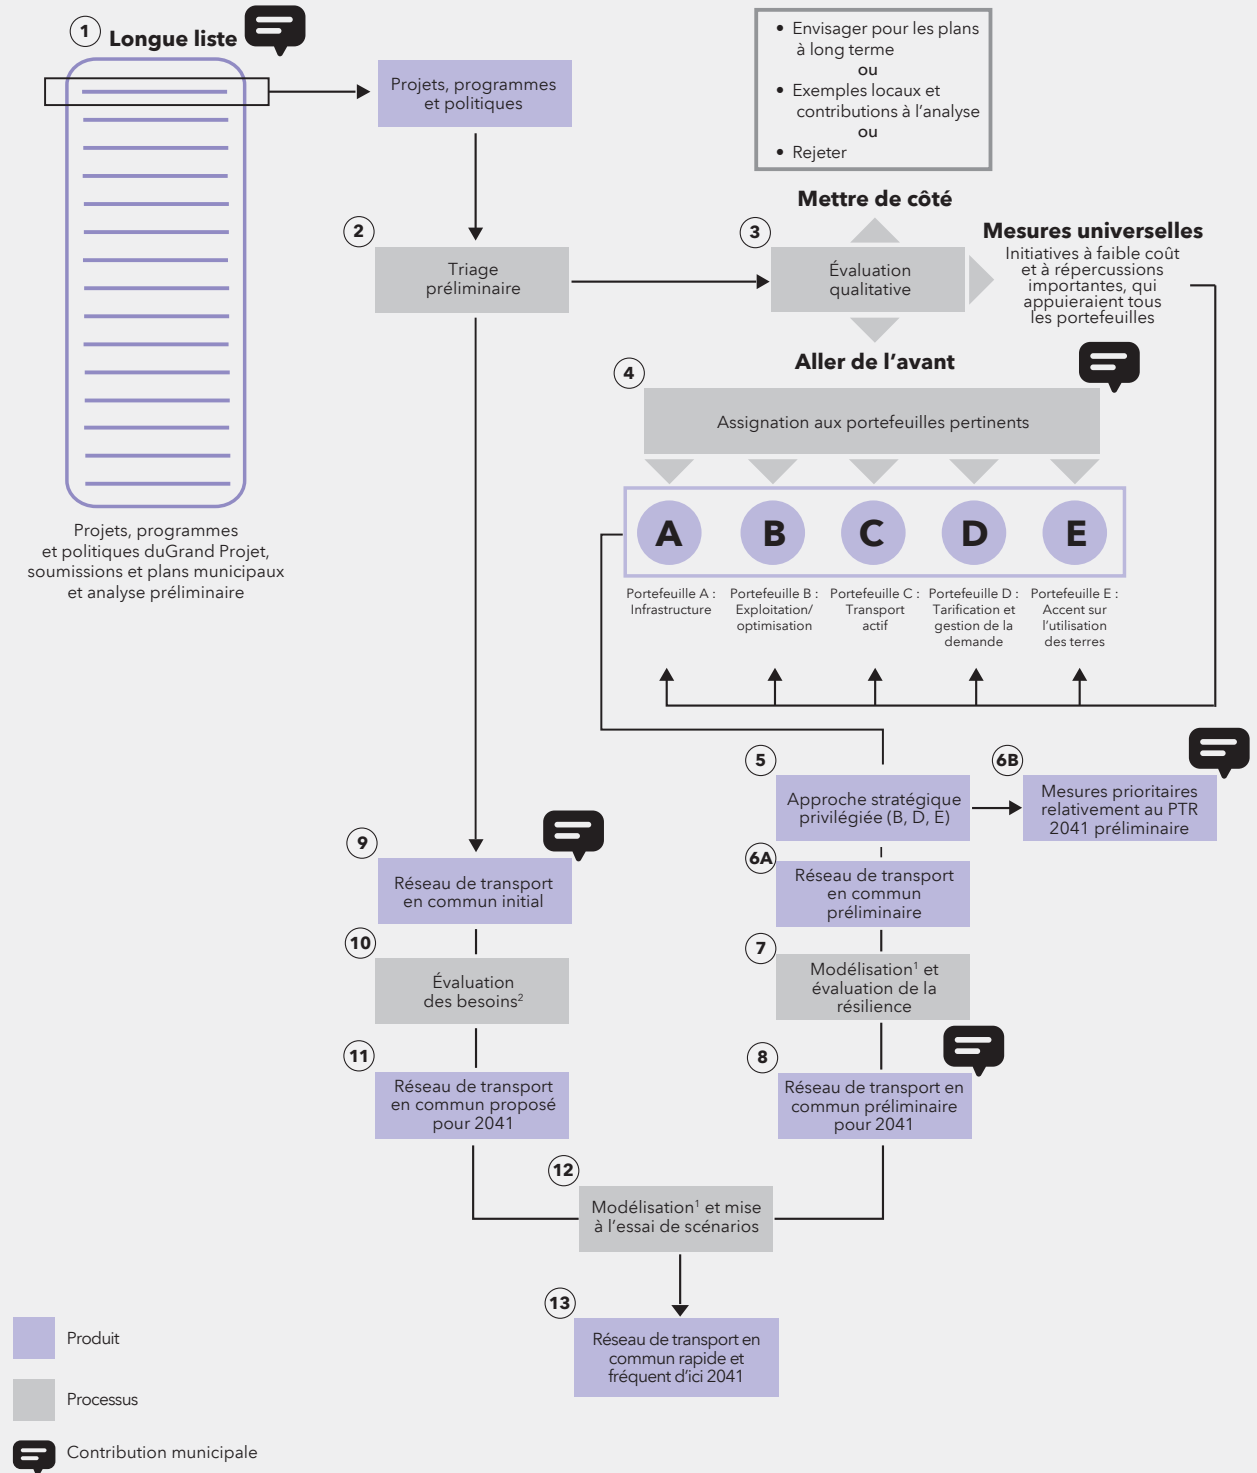 1
Longue liste
Projets, programmes
et politiques duGrand Projet,
soumissions et plans municipaux
et analyse préliminaire
Projets, programmes
et politiques
2
Triage
préliminaire
• Envisager pour les plans
à long terme
ou
• Exemples locaux et
contributions à l'analyse
ou
• Rejeter
Mettre de côté
3
Évaluation
qualitative
Mesures universelles
Initiatives à faible coût
et à répercussions
importantes, qui
appuieraient tous
les portefeuilles
Aller de l'avant
4
Assignation aux portefeuilles pertinents
A
B
C
D
E
Portefeuille A :
Infrastructure
Portefeuille B :
Exploitation/
optimisation
Portefeuille C :
Transport
actif
Portefeuille D :
Tarification et
gestion de la
demande
Portefeuille E :
Accent sur
l'utilisation
des terres
5
Approche stratégique
privilégiée (B, D, E)
6B
Mesures prioritaires
relativement au PTR
2041 préliminaire
6A
Réseau de transport
en commun
préliminaire
7
Modélisation¹ et
évaluation de la
résilience
8
Réseau de transport en
commun préliminaire
pour 2041
9
Réseau de transport
en commun initial
10
Évaluation
des besoins²
11
Réseau de transport
en commun proposé
pour 2041
12
Modélisation¹ et mise
à l'essai de scénarios
13
Réseau de transport en
commun rapide et
fréquent d'ici 2041
Produit
Processus
Contribution municipale